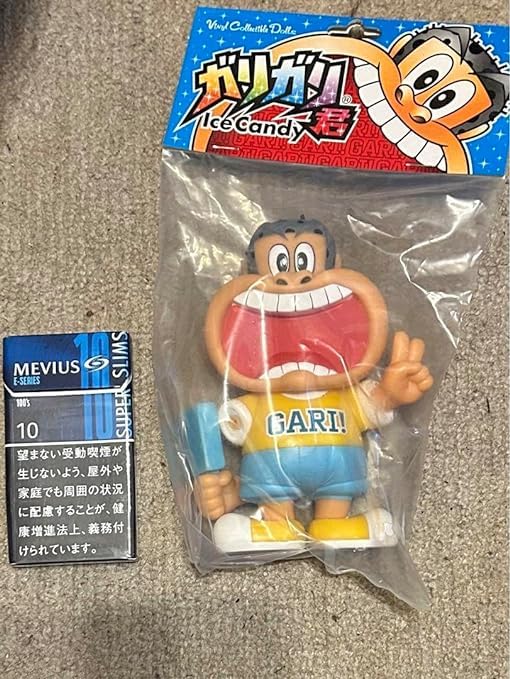 Vinyl Collectible Dolls
ガリガリ君®
Ice Candy
GARI! GARI! GARI!
GARI!
MEVIUS
E-SERIES
100's
10
10
SUPER SLIMS
望まない受動喫煙が
生じないよう、屋外や
家庭でも周囲の状況
に配慮することが、健
康増進法上、義務付
けられています。